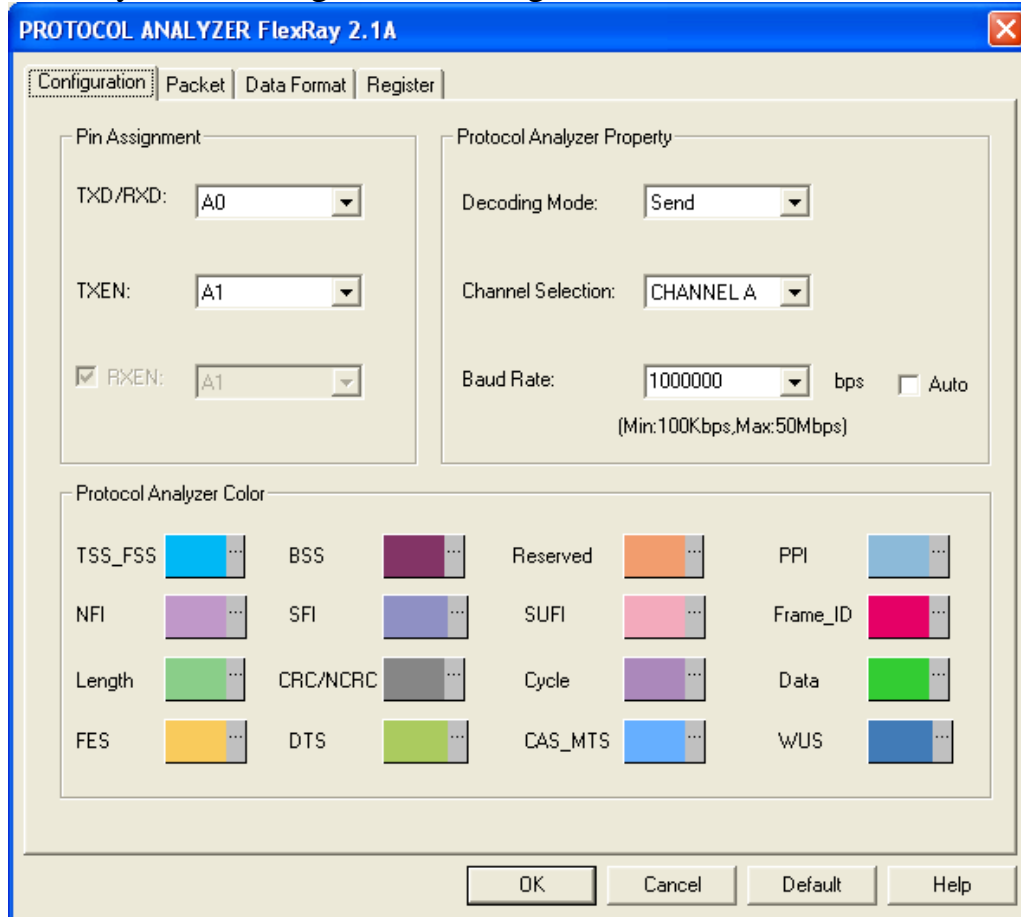 PROTOCOL ANALYZER FlexRay 2.1A
Configuration Packet Data Format Register
Pin Assignment
TXD/RXD: A0
TXEN: A1
RXEN: A1
Protocol Analyzer Property
Decoding Mode: Send
Channel Selection: CHANNEL A
Baud Rate: 1000000 bps Auto
(Min:100Kbps,Max:50Mbps)
Protocol Analyzer Color
TSS_FSS ... BSS ... Reserved ... PPI ...
NFI ... SFI ... SUFI ... Frame_ID ...
Length ... CRC/NCRC ... Cycle ... Data ...
FES ... DTS ... CAS_MTS ... WUS ...
OK Cancel Default Help